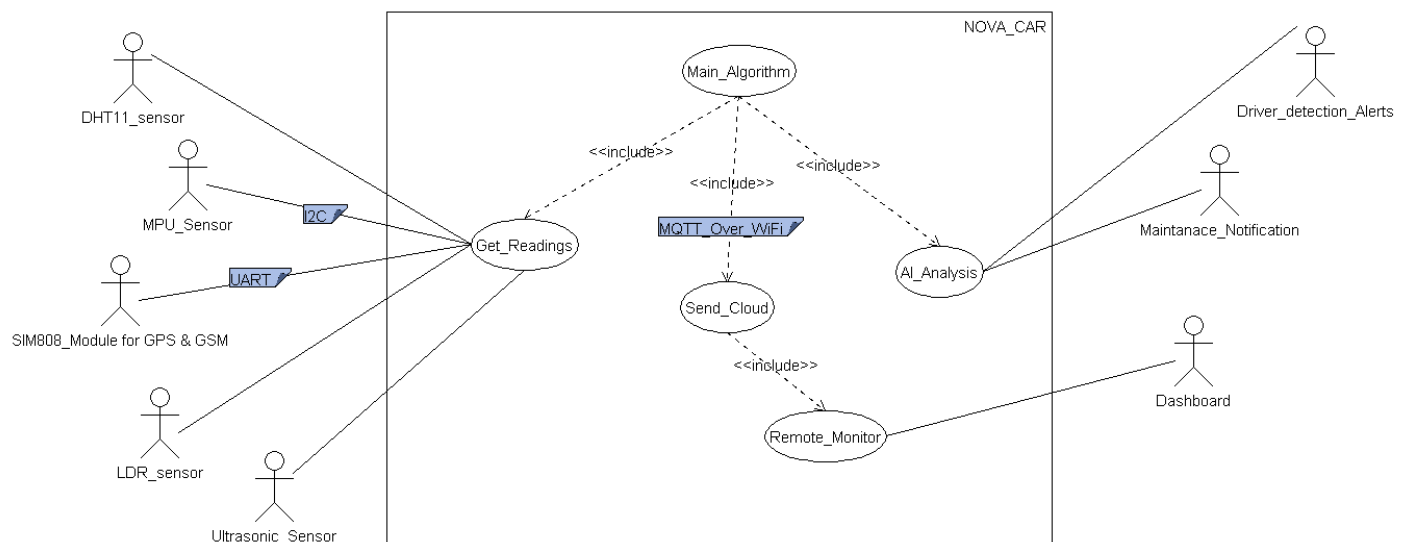 NOVA_CAR
DHT11_sensor
Main_Algorithm
Driver_detection_Alerts
<<include>>
<<include>>
<<include>>
MPU_Sensor
I2C
MQTT_Over_WiFi
Maintanace_Notification
Get_Readings
UART
AI_Analysis
Send_Cloud
SIM808_Module for GPS & GSM
<<include>>
Dashboard
Remote_Monitor
LDR_sensor
Ultrasonic_Sensor